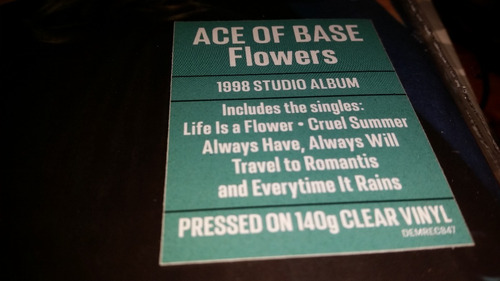 ACE OF BASE
Flowers
1998 STUDIO ALBUM
Includes the singles:
Life Is a Flower • Cruel Summer
Always Have, Always Will
Travel to Romantis
and Everytime It Rains
PRESSED ON 140g CLEAR VINYL
DEMREC847